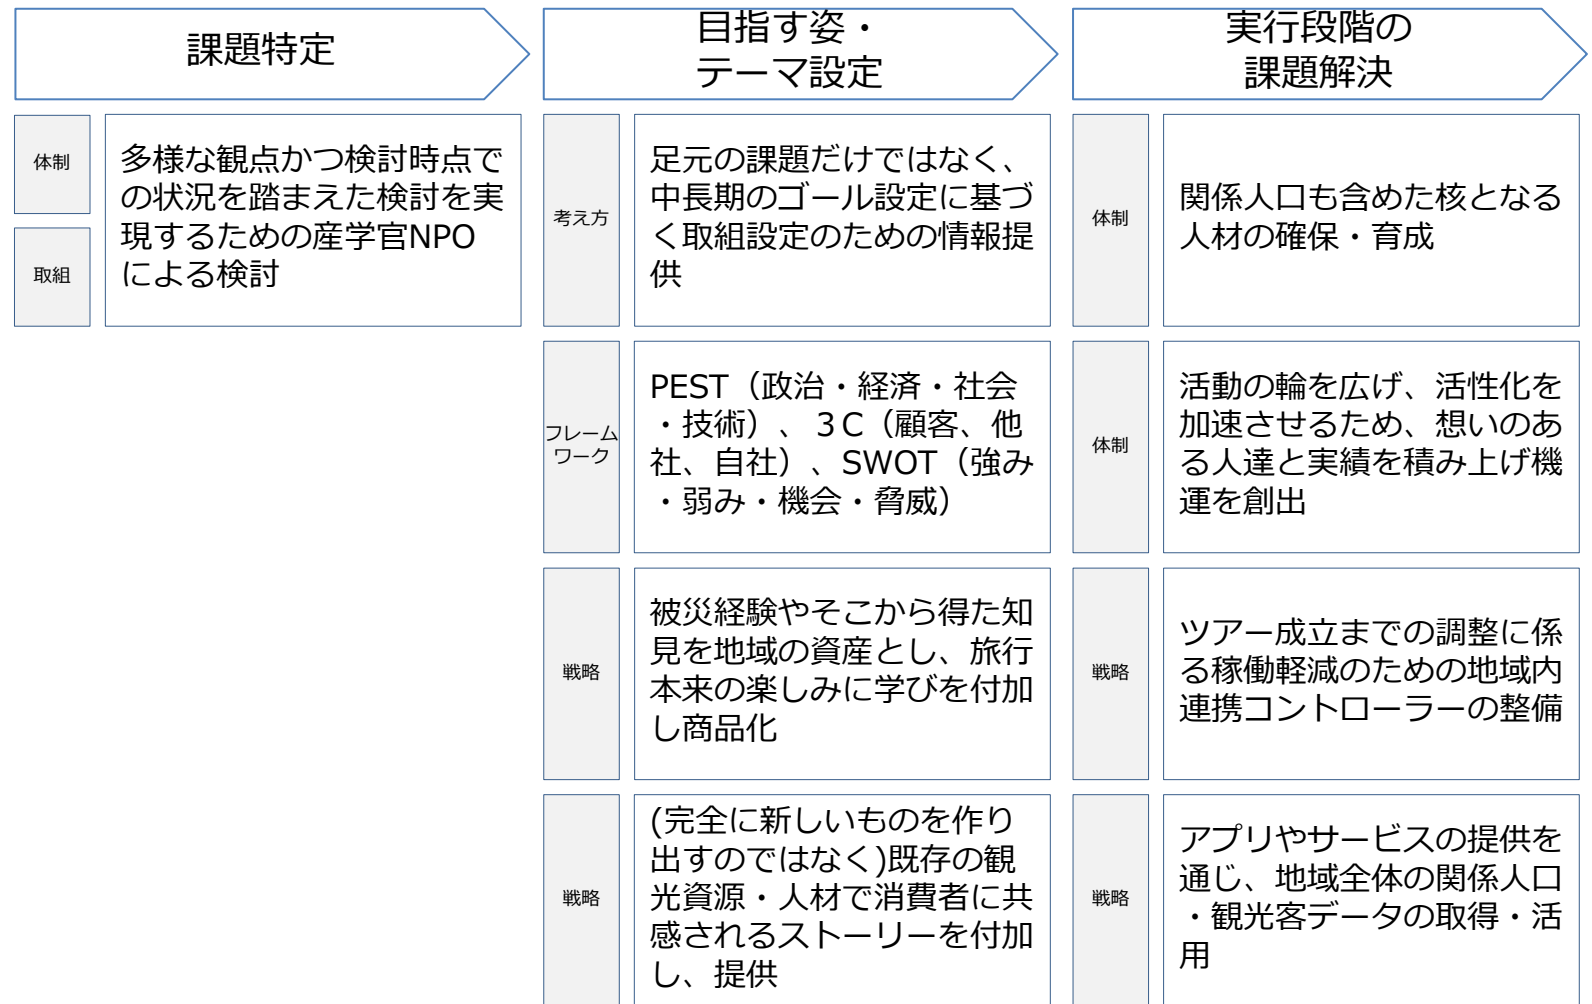 課題特定
目指す姿・
テーマ設定
実行段階の
課題解決
体制
取組
多様な観点かつ検討時点で
の状況を踏まえた検討を実
現するための産学官NPO
による検討
考え方
足元の課題だけではなく、
中長期のゴール設定に基づ
く取組設定のための情報提
供
体制
関係人口も含めた核となる
人材の確保・育成
フレーム
ワーク
PEST（政治・経済・社会
・技術）、３C（顧客、他
社、自社）、SWOT（強み
・弱み・機会・脅威）
体制
活動の輪を広げ、活性化を
加速させるため、想いのあ
る人達と実績を積み上げ機
運を創出
戦略
被災経験やそこから得た知
見を地域の資産とし、旅行
本来の楽しみに学びを付加
し商品化
戦略
ツアー成立までの調整に係
る稼働軽減のための地域内
連携コントローラーの整備
戦略
(完全に新しいものを作り
出すのではなく)既存の観
光資源・人材で消費者に共
感されるストーリーを付加
し、提供
戦略
アプリやサービスの提供を
通じ、地域全体の関係人口
・観光客データの取得・活
用